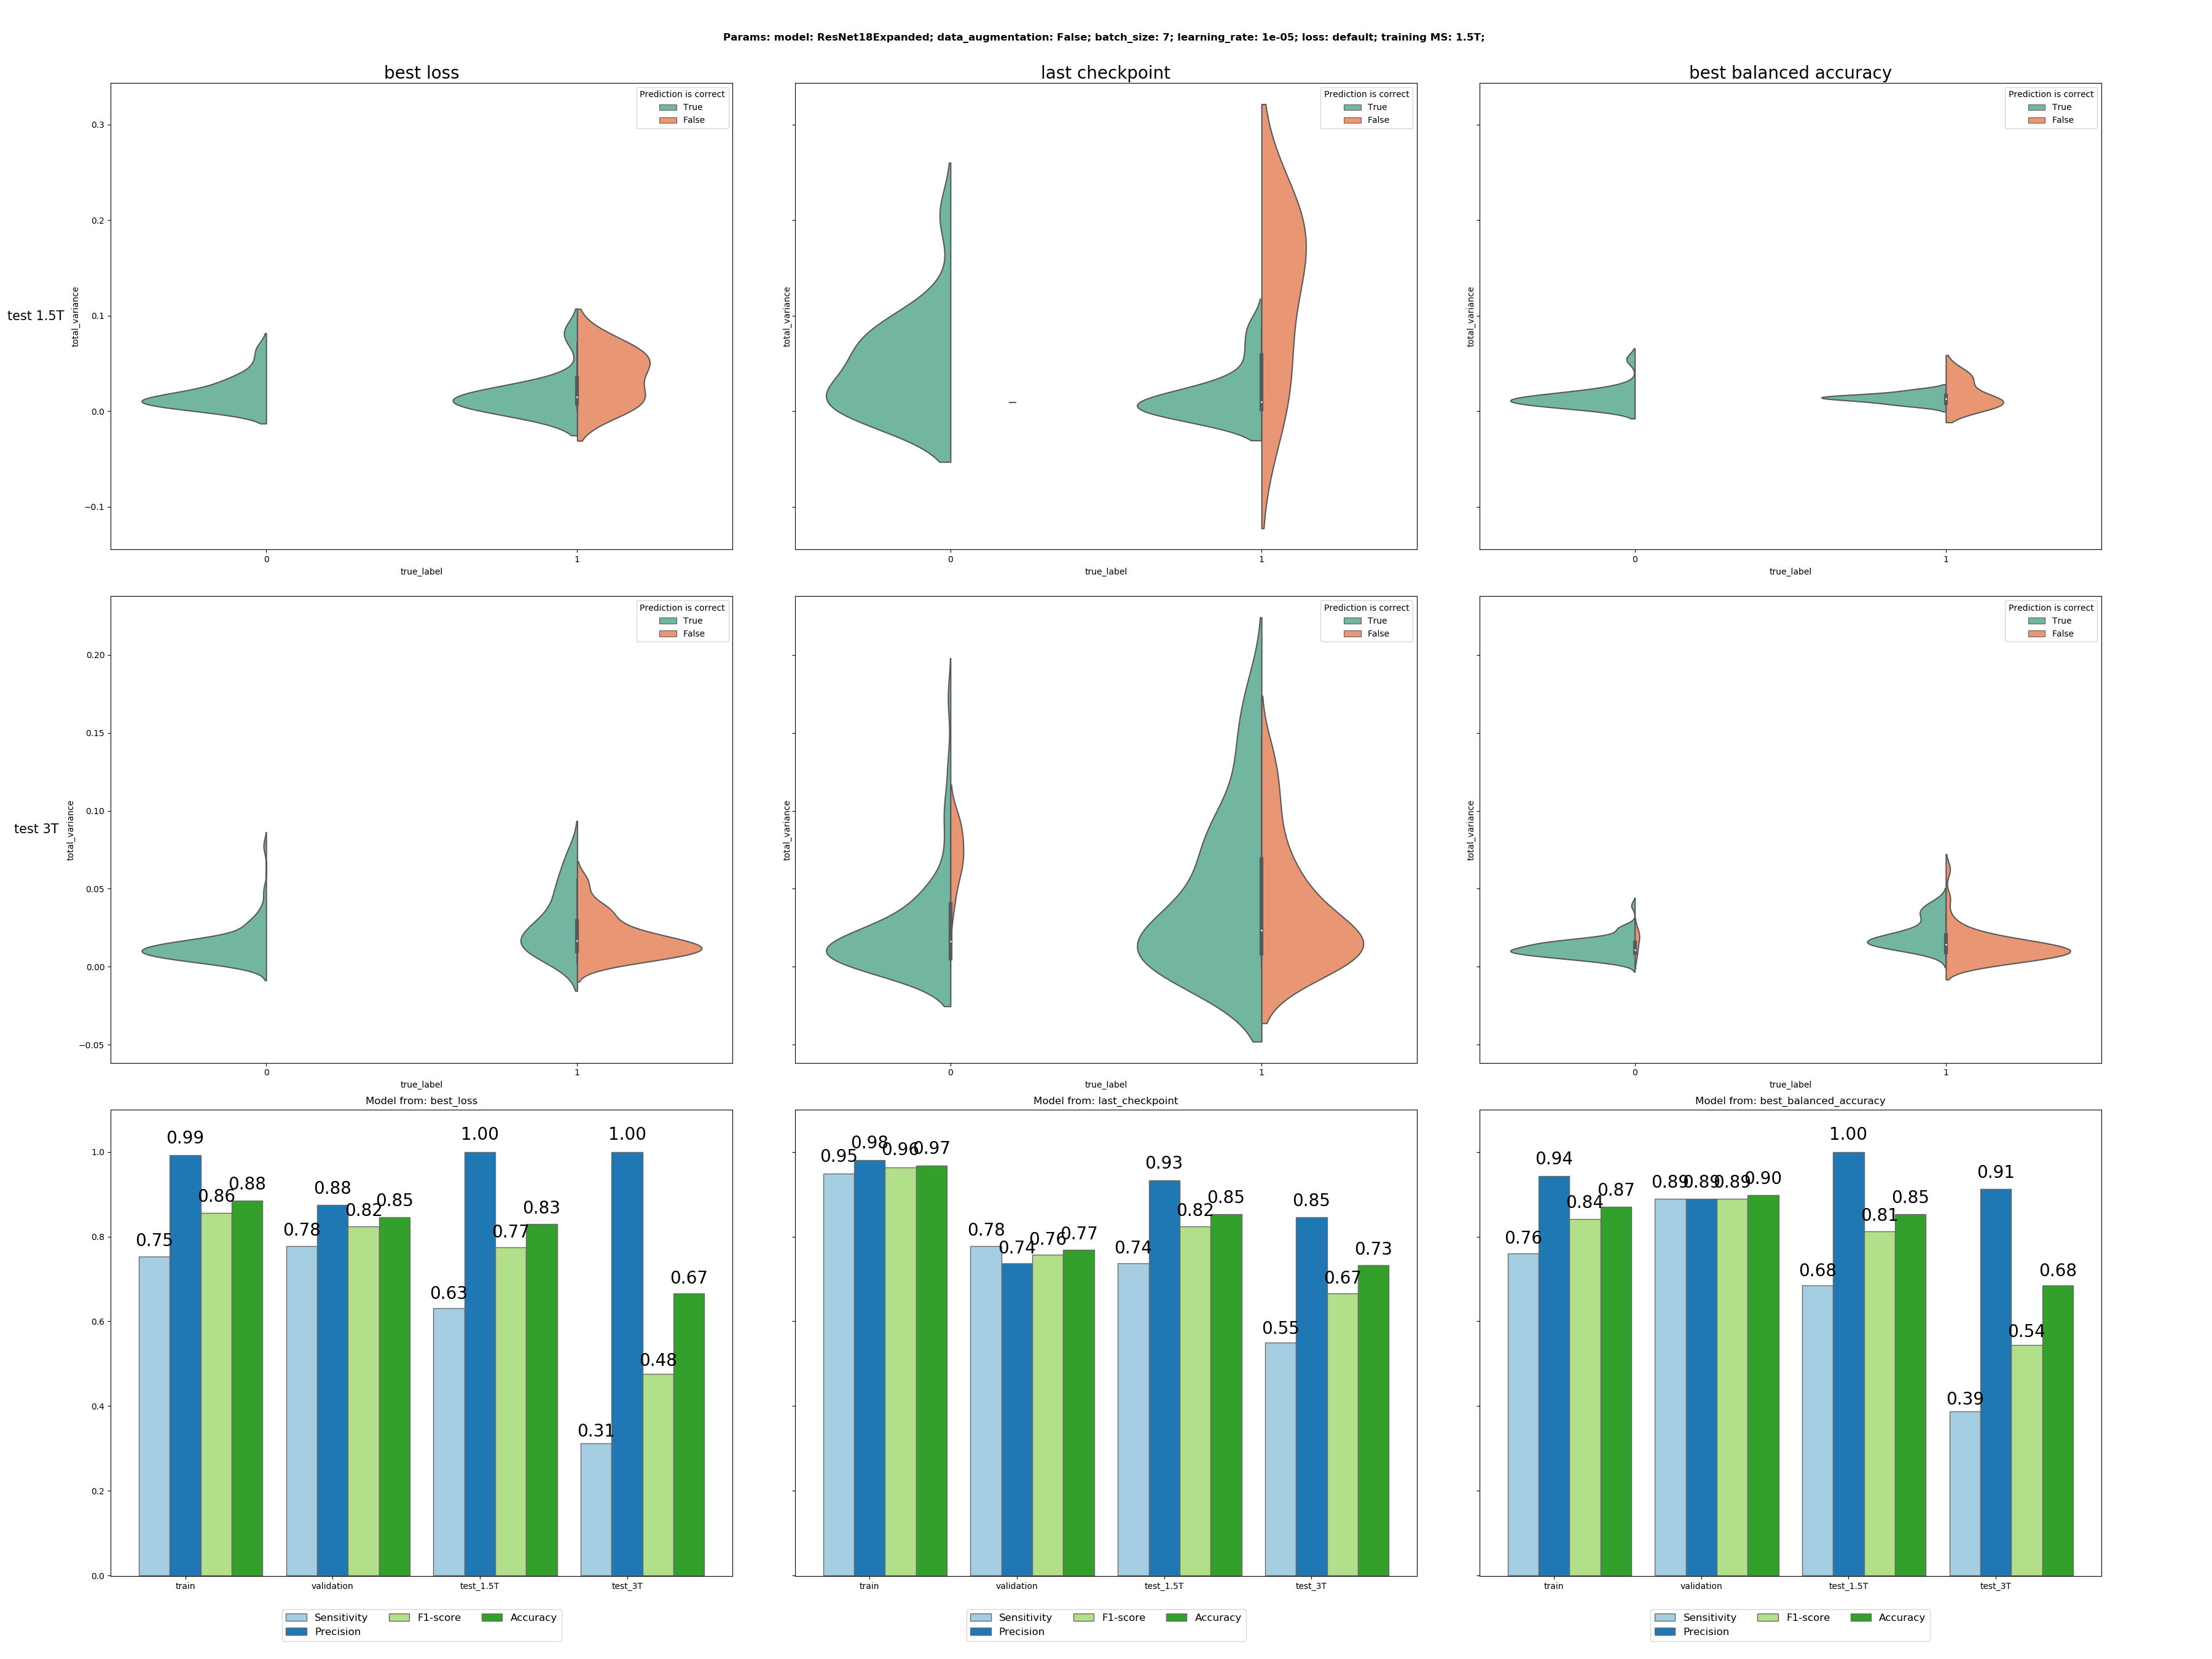 Params: model: ResNet18Expanded; data_augmentation: False; batch_size: 7; learning_rate: 1e-05; loss: default; training MS: 1.5T;
best loss
last checkpoint
best balanced accuracy
Prediction is correct
True
False
Prediction is correct
True
False
Prediction is correct
True
False
test 1.5T
total_variance
0.3
0.2
0.1
0.0
−0.1
0
1
true_label
total_variance
0
1
true_label
total_variance
0
1
true_label
Prediction is correct
True
False
Prediction is correct
True
False
Prediction is correct
True
False
test 3T
total_variance
0.20
0.15
0.10
0.05
0.00
−0.05
0
1
true_label
total_variance
0
1
true_label
total_variance
0
1
true_label
Model from: best_loss
1.0
0.8
0.6
0.4
0.2
0.0
0.75
0.99
0.86
0.88
0.78
0.88
0.82
0.85
0.63
1.00
0.77
0.83
0.31
1.00
0.48
0.67
train
validation
test_1.5T
test_3T
Sensitivity
Precision
F1-score
Accuracy
Model from: last_checkpoint
0.95
0.98
0.96
0.97
0.78
0.74
0.76
0.77
0.74
0.93
0.82
0.85
0.55
0.85
0.67
0.73
train
validation
test_1.5T
test_3T
Sensitivity
Precision
F1-score
Accuracy
Model from: best_balanced_accuracy
0.76
0.94
0.84
0.87
0.89
0.89
0.89
0.90
0.68
1.00
0.81
0.85
0.39
0.91
0.54
0.68
train
validation
test_1.5T
test_3T
Sensitivity
Precision
F1-score
Accuracy